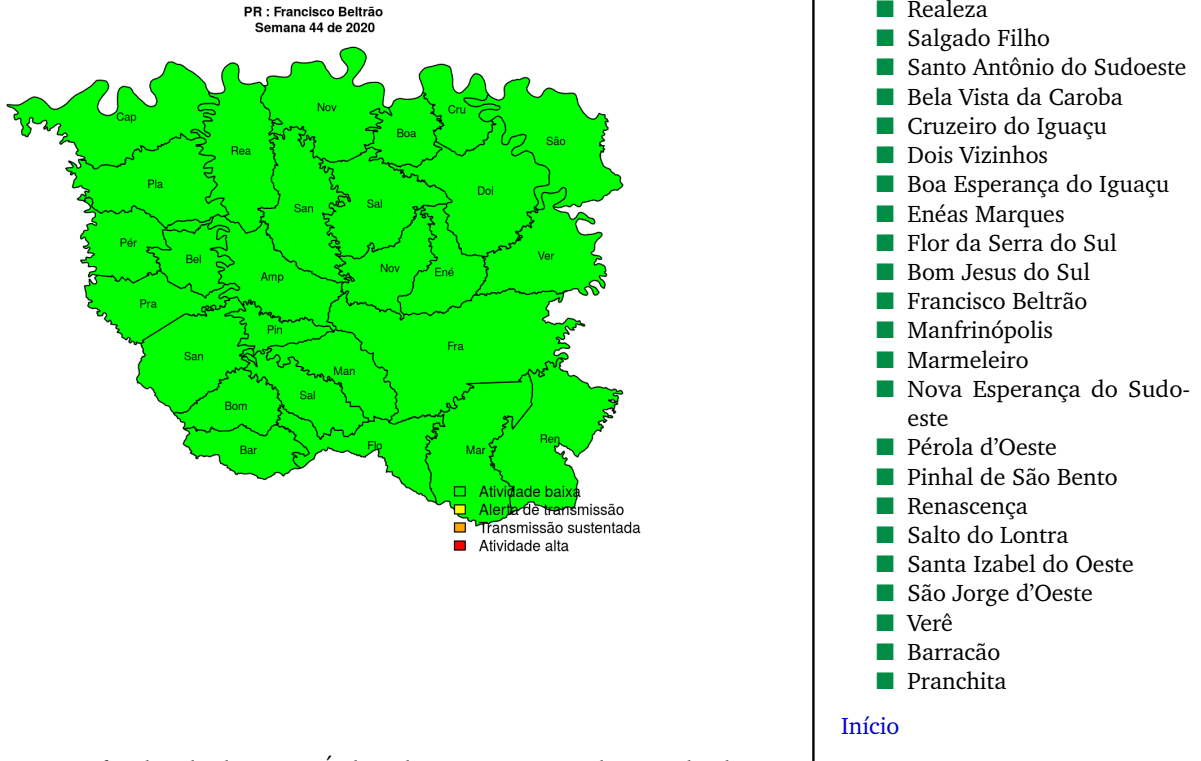 PR : Francisco Beltrão
Semana 44 de 2020
Cap
Rea
Nov
Boa
Cru
São
Pla
San
Sal
Doi
Pér
Bel
Amp
Nov
Ené
Ver
Pra
Pin
Fra
San
Man
Sal
Bom
Bar
Flo
Mar
Ren
Atividade baixa
Alerta de transmissão
Transmissão sustentada
Atividade alta
Realeza
Salgado Filho
Santo Antônio do Sudoeste
Bela Vista da Caroba
Cruzeiro do Iguaçu
Dois Vizinhos
Boa Esperança do Iguaçu
Enéas Marques
Flor da Serra do Sul
Bom Jesus do Sul
Francisco Beltrão
Manfrinópolis
Marmeleiro
Nova Esperança do Sudo-
este
Pérola d'Oeste
Pinhal de São Bento
Renascença
Salto do Lontra
Santa Izabel do Oeste
São Jorge d'Oeste
Verê
Barracão
Pranchita
Início